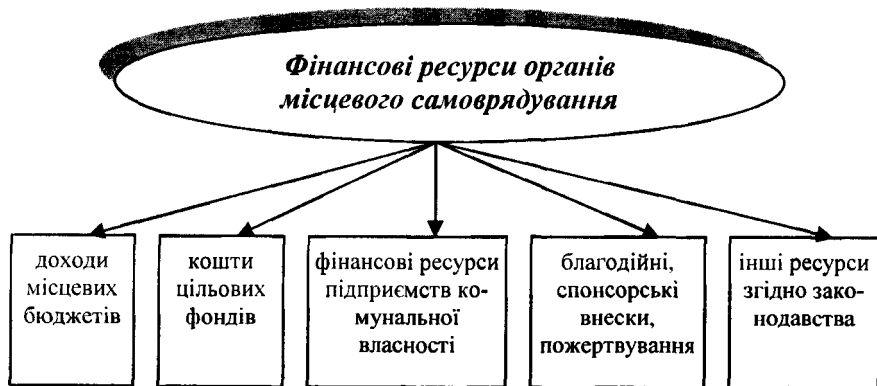 Фінансові ресурси органів
місцевого самоврядування
доходи
місцевих
бюджетів
кошти
цільових
фондів
фінансові ресурси
підприємств ко-
мунальної
власності
благодійні,
спонсорські
внески,
пожертвування
інші ресурси
згідно зако-
нодавства